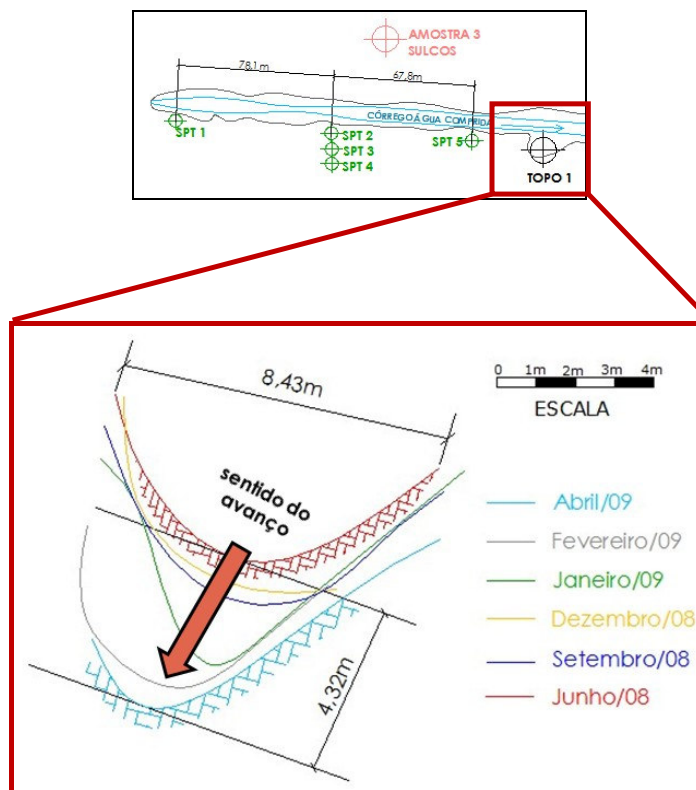 AMOSTRA 3
SULCOS
78,1m
67,8m
CÓRREGO ÁGUA COMPRIDA
SPT 1
SPT 2
SPT 3
SPT 4
SPT 5
TOPO 1
8,43m
0 1m 2m 3m 4m
ESCALA
sentido do
avanço
Abril/09
Fevereiro/09
Janeiro/09
Dezembro/08
Setembro/08
Junho/08
4,32m